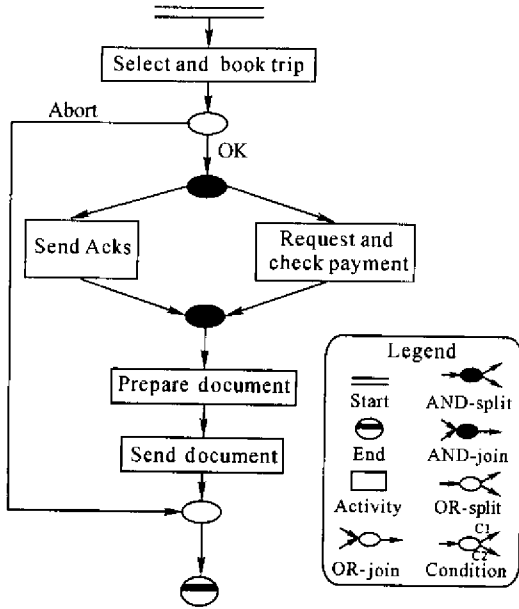 Select and book trip
Abort
OK
Send Acks
Request and
check payment
Prepare document
Send document
Legend
Start
AND-split
End
AND-join
Activity
OR-split
C1
C2
OR-join
Condition